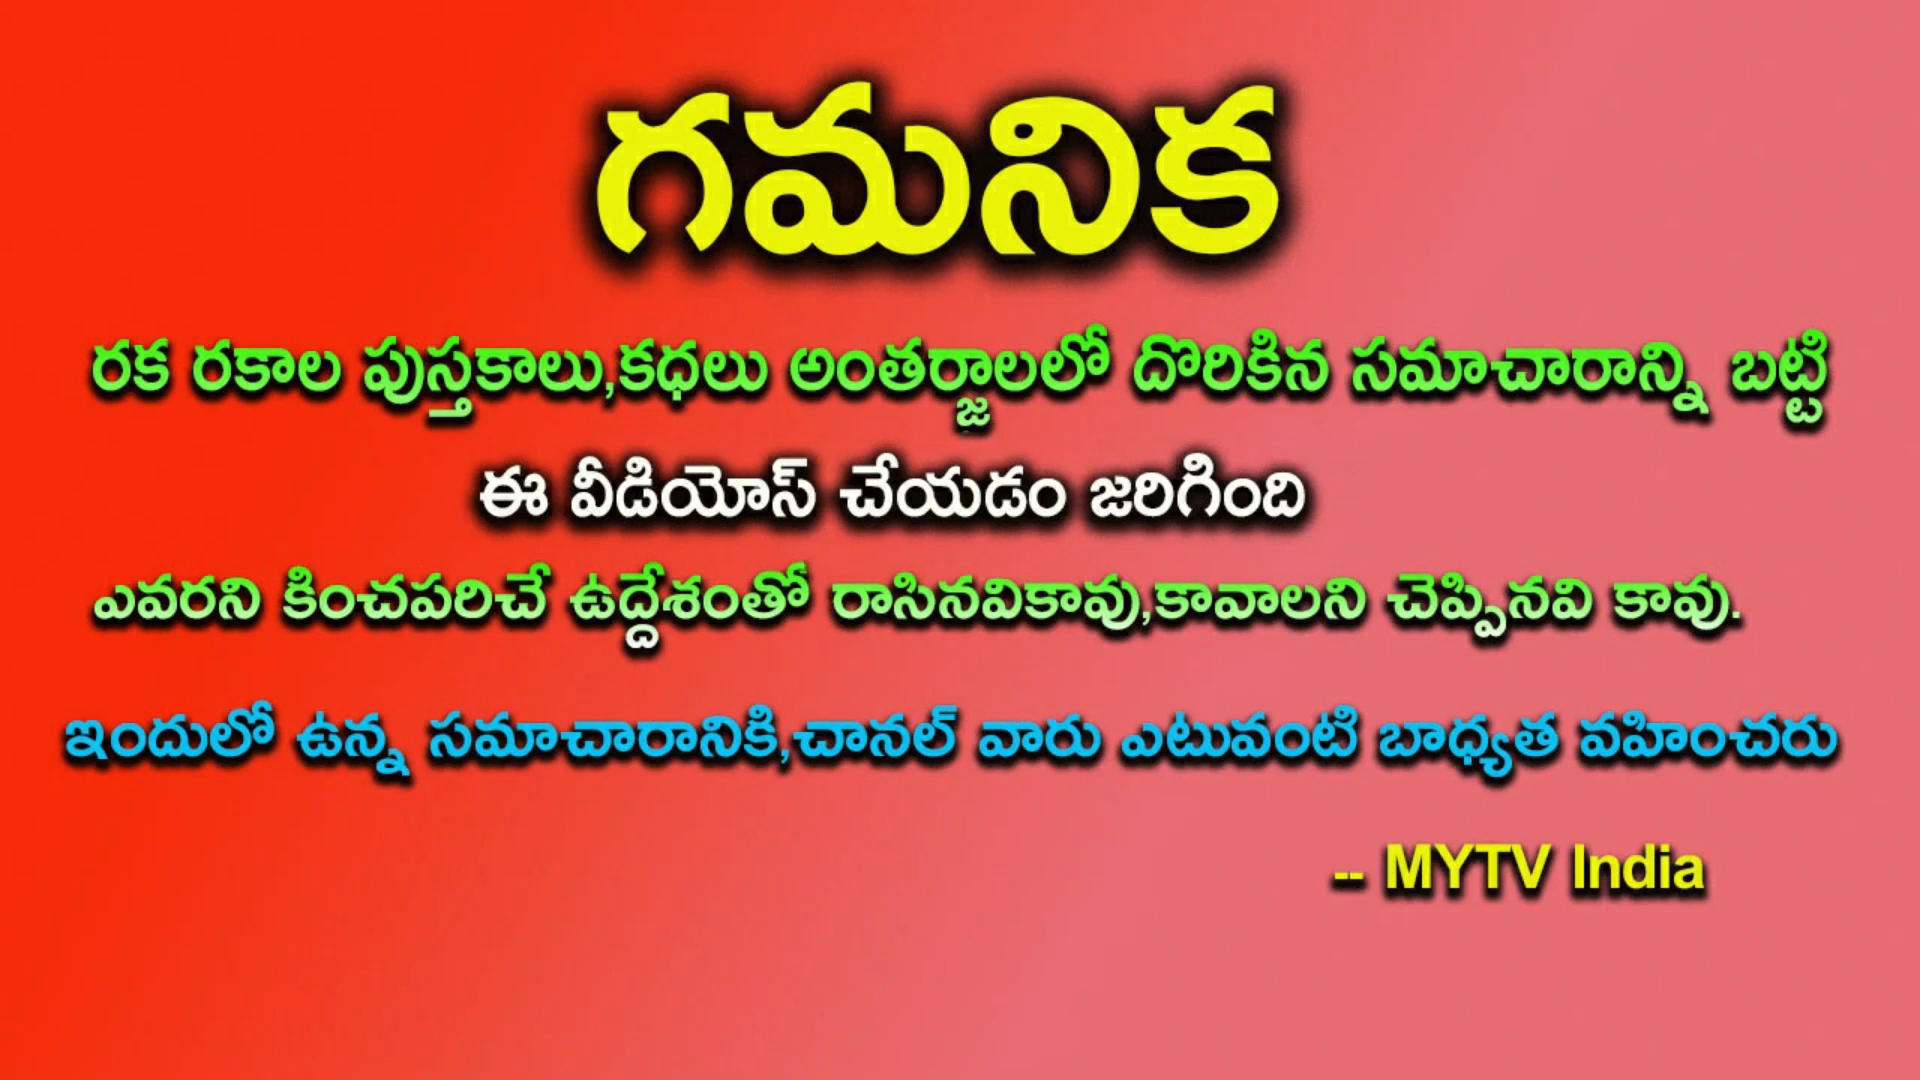 గమనిక
రక రకాల పుస్తకాలు,కధలు అంతర్జాలలో దొరికిన సమాచారాన్ని బట్టి
ఈ వీడియోస్ చేయడం జరిగింది
ఎవరని కించపరిచే ఉద్దేశంతో రాసినవికావు,కావాలని చెప్పినవి కావు.
ఇందులో ఉన్న సమాచారానికి,చానల్ వారు ఎటువంటి బాధ్యత వహించరు
-- MYTV India